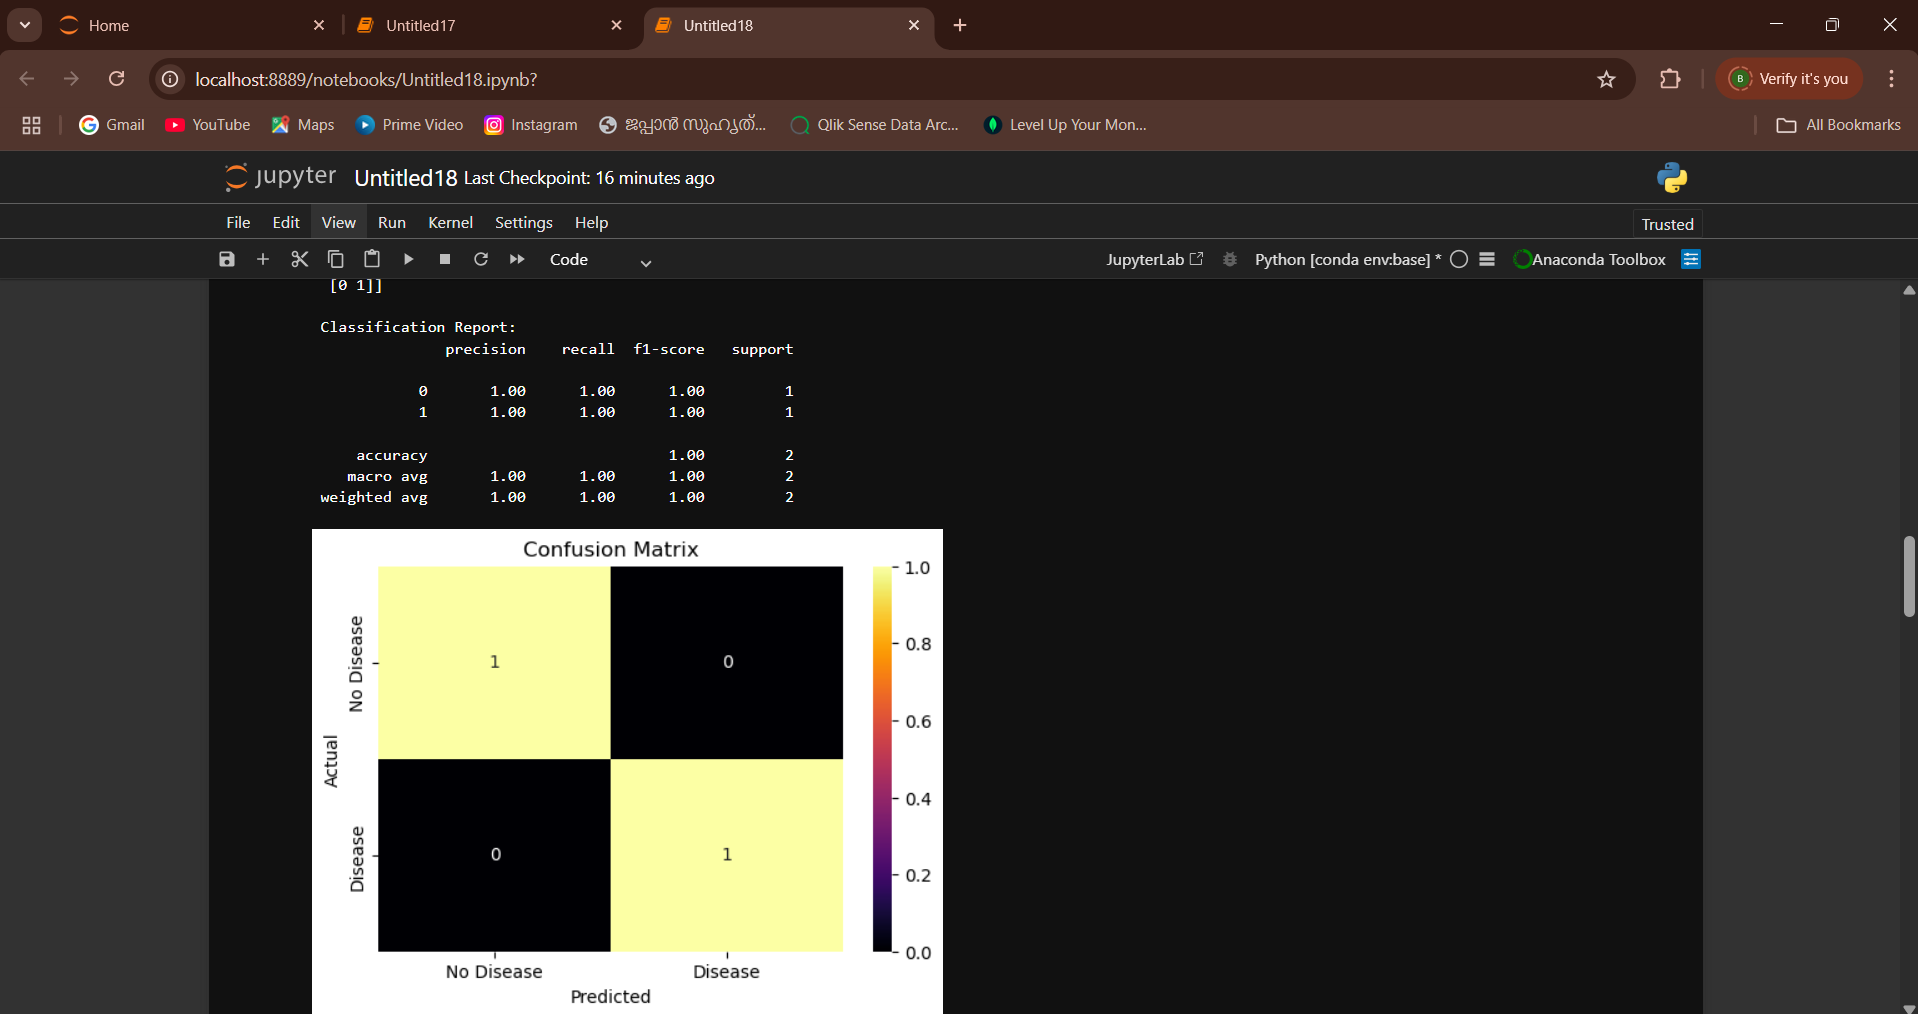 Home
Untitled17
Untitled18
localhost:8889/notebooks/Untitled18.ipynb?
B Verify it's you
Gmail YouTube Maps Prime Video Instagram ജപ്പാൻ സുഹൃത്... Qlik Sense Data Arc... Level Up Your Mon... All Bookmarks
jupyter Untitled18 Last Checkpoint: 16 minutes ago
File Edit View Run Kernel Settings Help Trusted
Code JupyterLab Python [conda env:base] * Anaconda Toolbox
[0 1]]
Classification Report:
precision recall f1-score support
0 1.00 1.00 1.00 1
1 1.00 1.00 1.00 1
accuracy 1.00 2
macro avg 1.00 1.00 1.00 2
weighted avg 1.00 1.00 1.00 2
Confusion Matrix
1.0
0.8
0.6
0.4
0.2
0.0
No Disease
Disease
Actual
1 0
0 1
No Disease Disease
Predicted